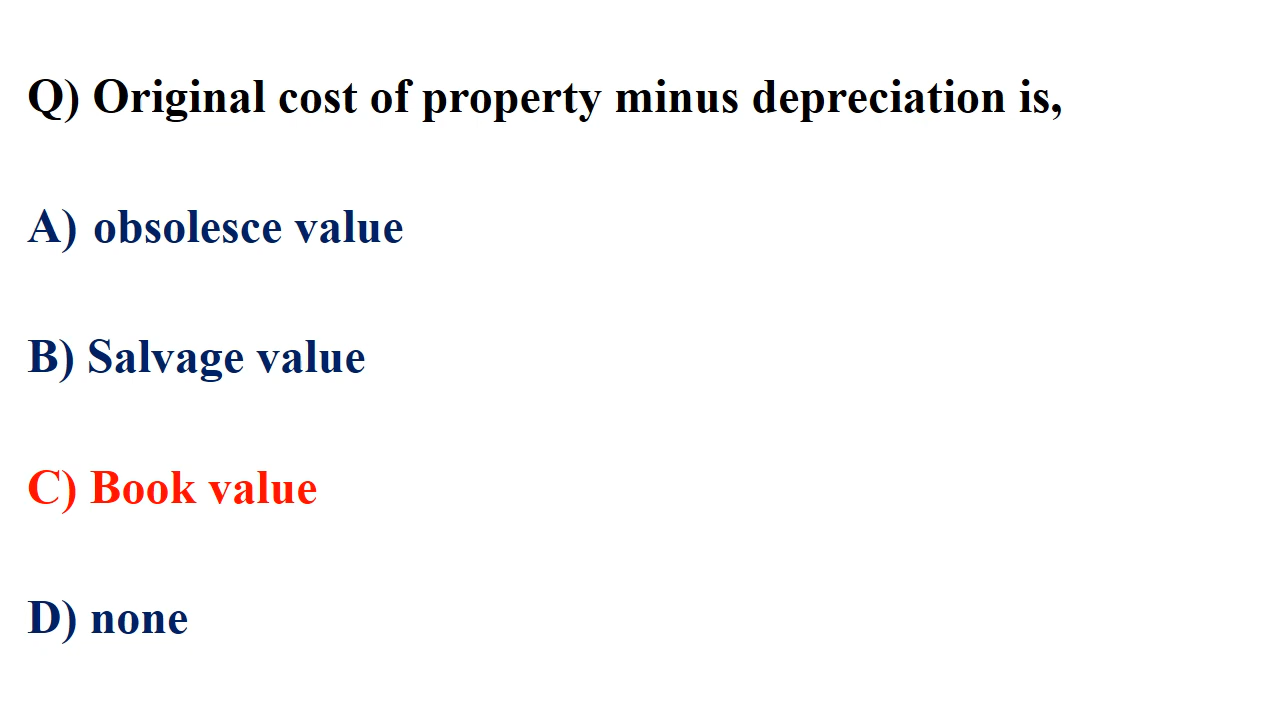 Q) Original cost of property minus depreciation is,
A) obsolesce value
B) Salvage value
C) Book value
D) none